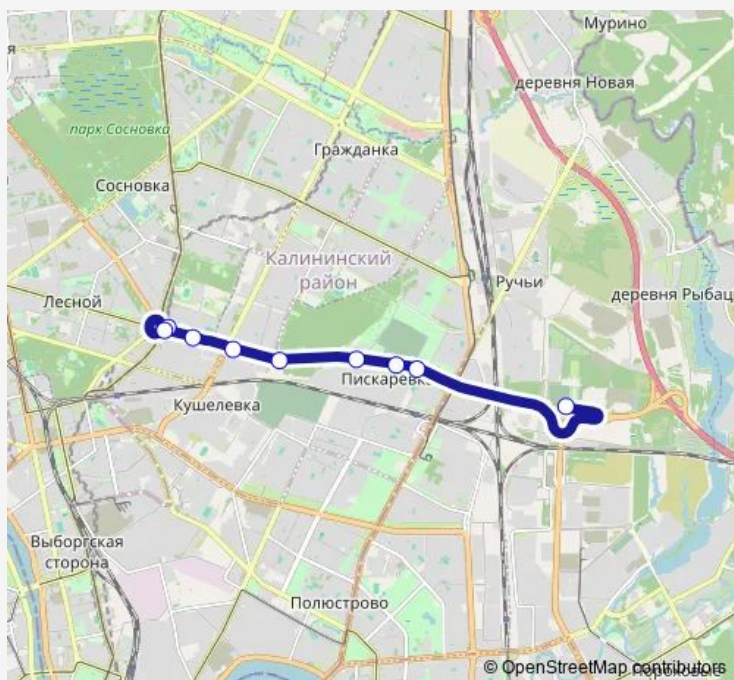 Мурино
деревня Новая
парк Сосновка
Гражданка
Сосновка
Калининский
район
Ручьи
Лесной
деревня Рыбац
Пискаревк
Кушелевка
Выборгская
сторона
Полюстрово
© OpenStreetMap contributors